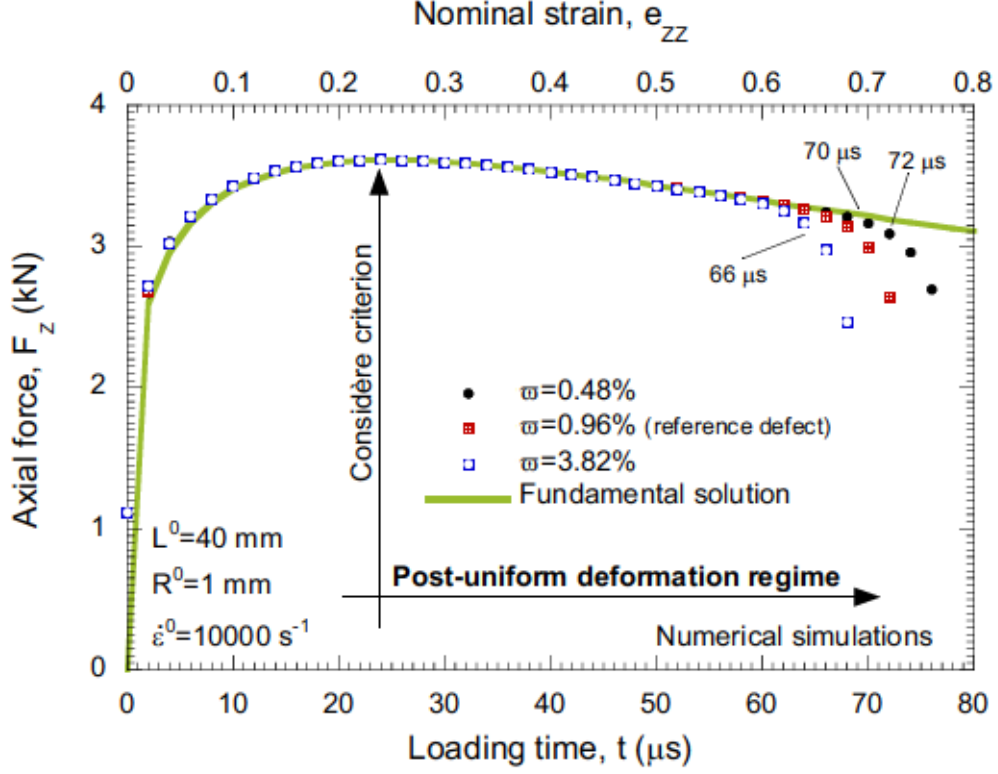 Nominal strain, e_zz
0 0.1 0.2 0.3 0.4 0.5 0.6 0.7 0.8
4
3
2
1
0
Axial force, F_z (kN)
70 μs
72 μs
66 μs
Considère criterion
ϖ=0.48%
ϖ=0.96% (reference defect)
ϖ=3.82%
Fundamental solution
L^0=40 mm
R^0=1 mm
ε̇^0=10000 s^-1
Post-uniform deformation regime
Numerical simulations
0 10 20 30 40 50 60 70 80
Loading time, t (μs)